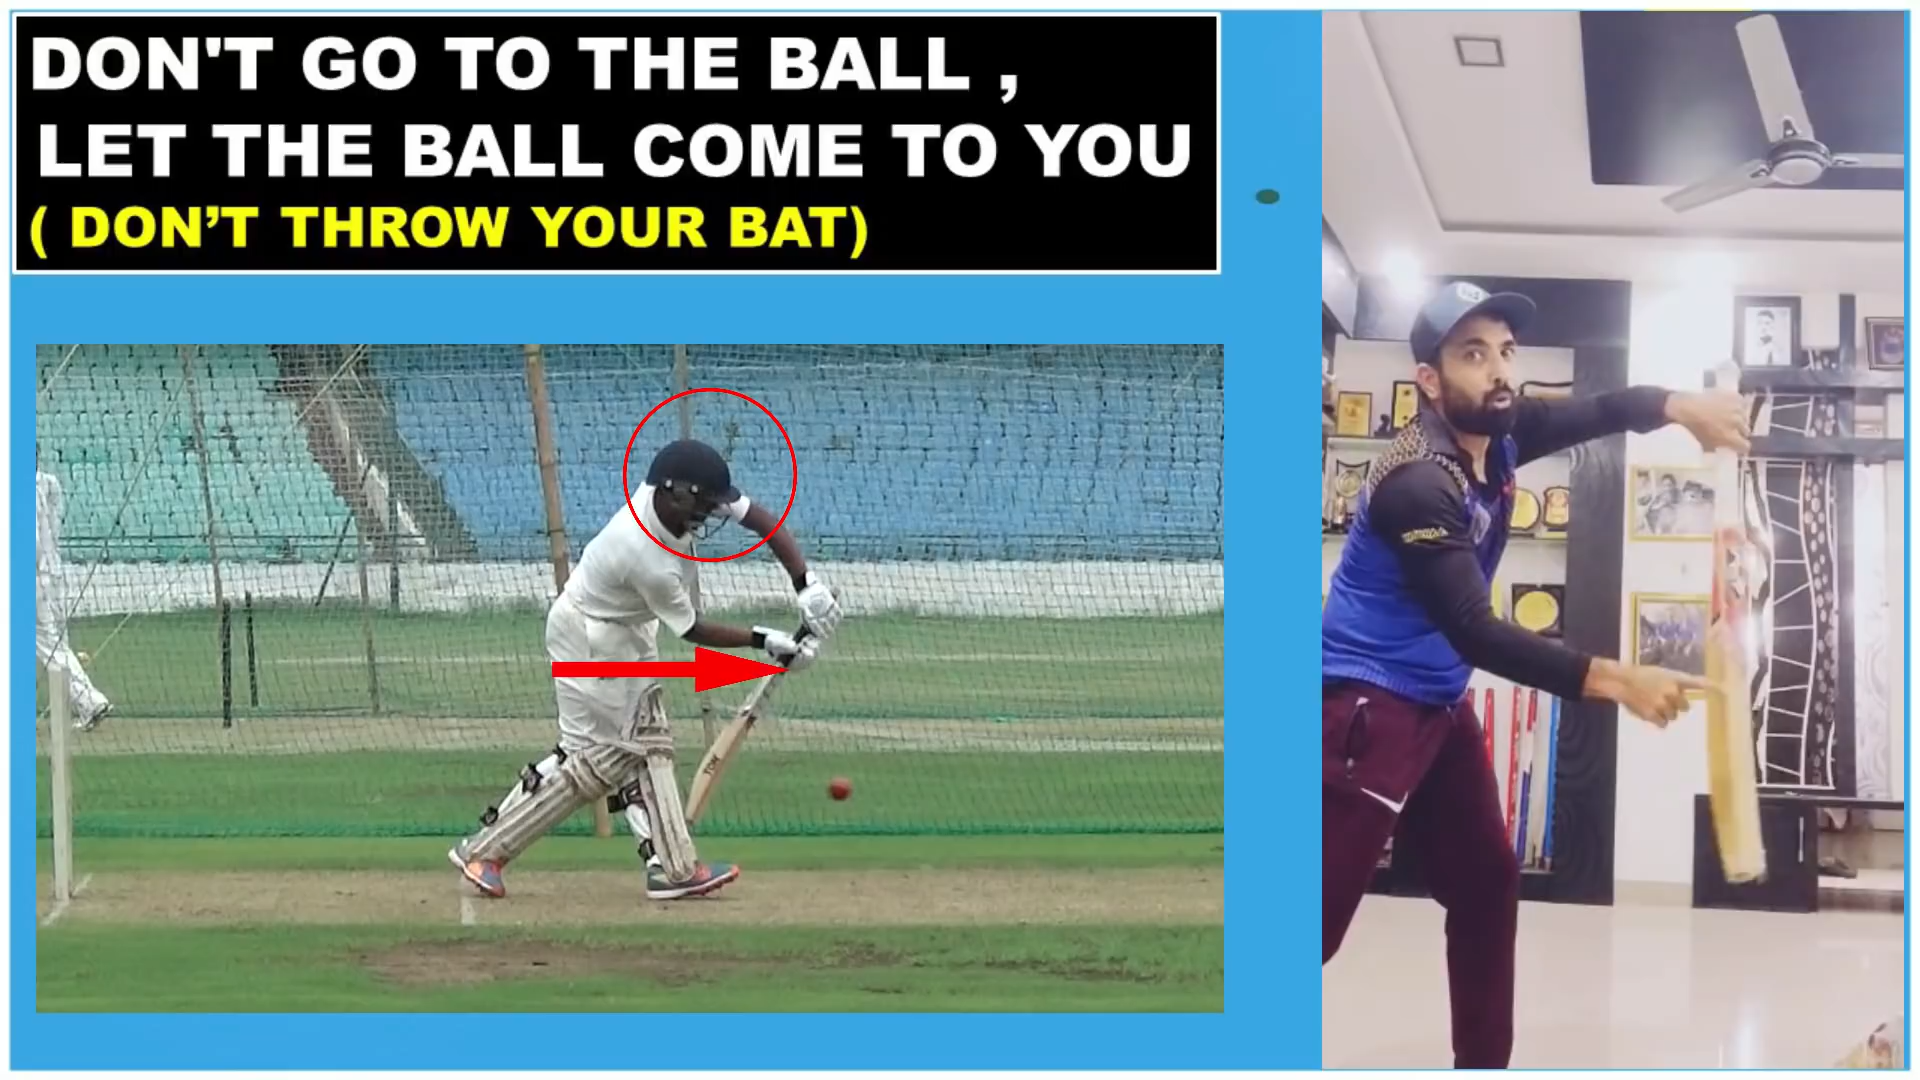 DON'T GO TO THE BALL ,
LET THE BALL COME TO YOU
( DON’T THROW YOUR BAT)